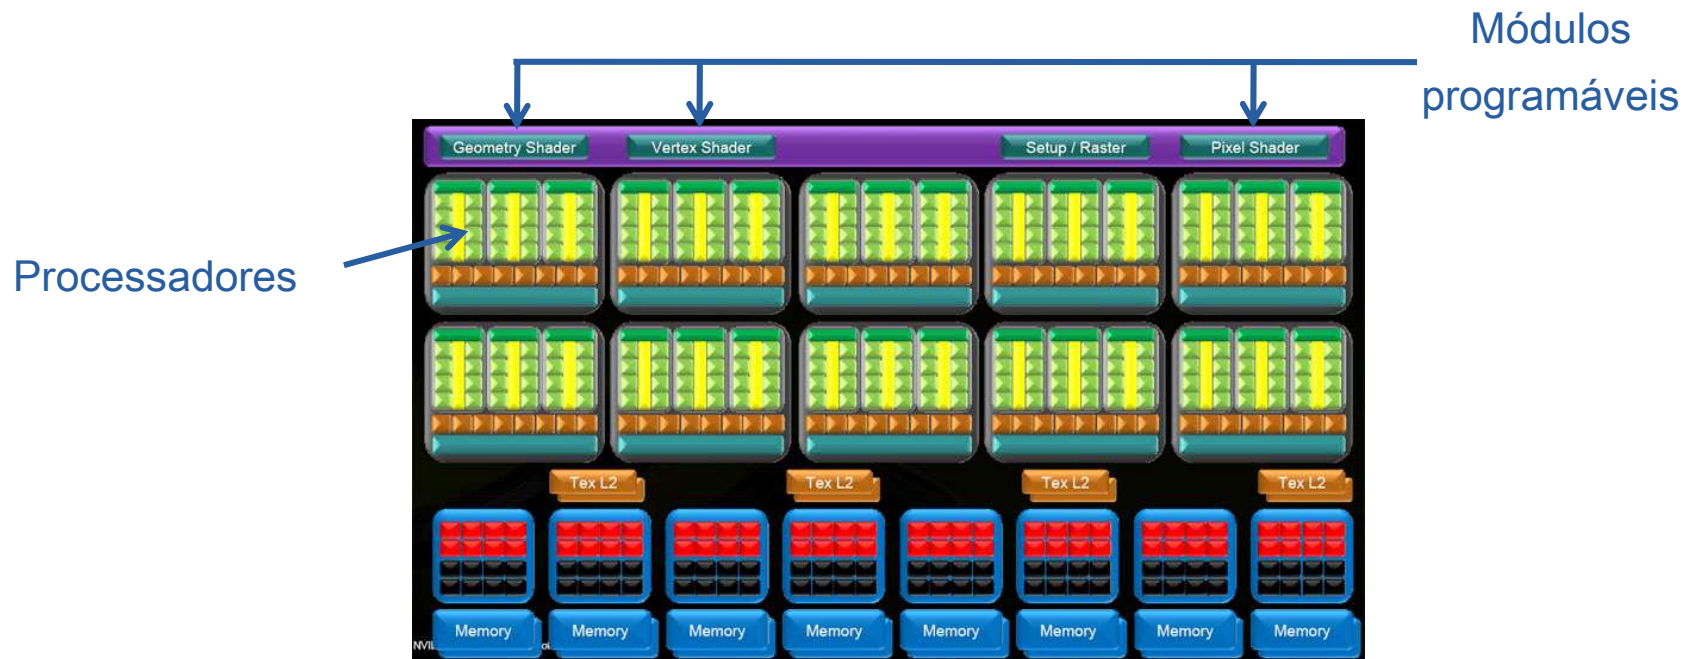 Módulos
programáveis
Geometry Shader
Vertex Shader
Setup / Raster
Pixel Shader
Processadores
Tex L2
Tex L2
Tex L2
Tex L2
Memory
Memory
Memory
Memory
Memory
Memory
Memory
Memory